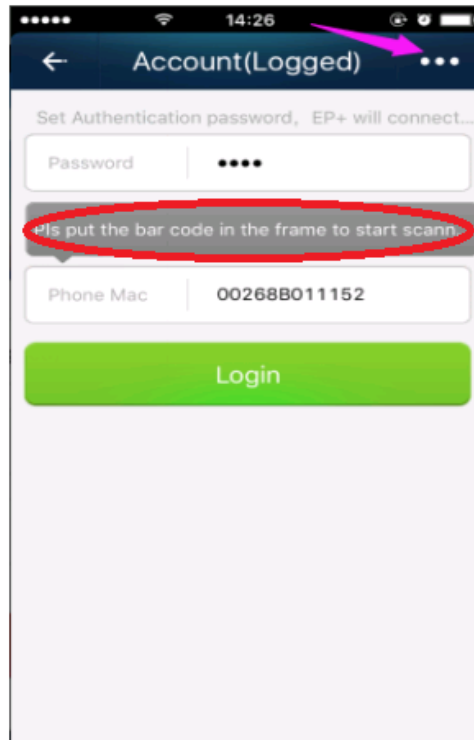 14:26
Account(Logged)
Set Authentication password, EP+ will connect...
Password ••••
Pls put the bar code in the frame to start scann
Phone Mac 00268B011152
Login